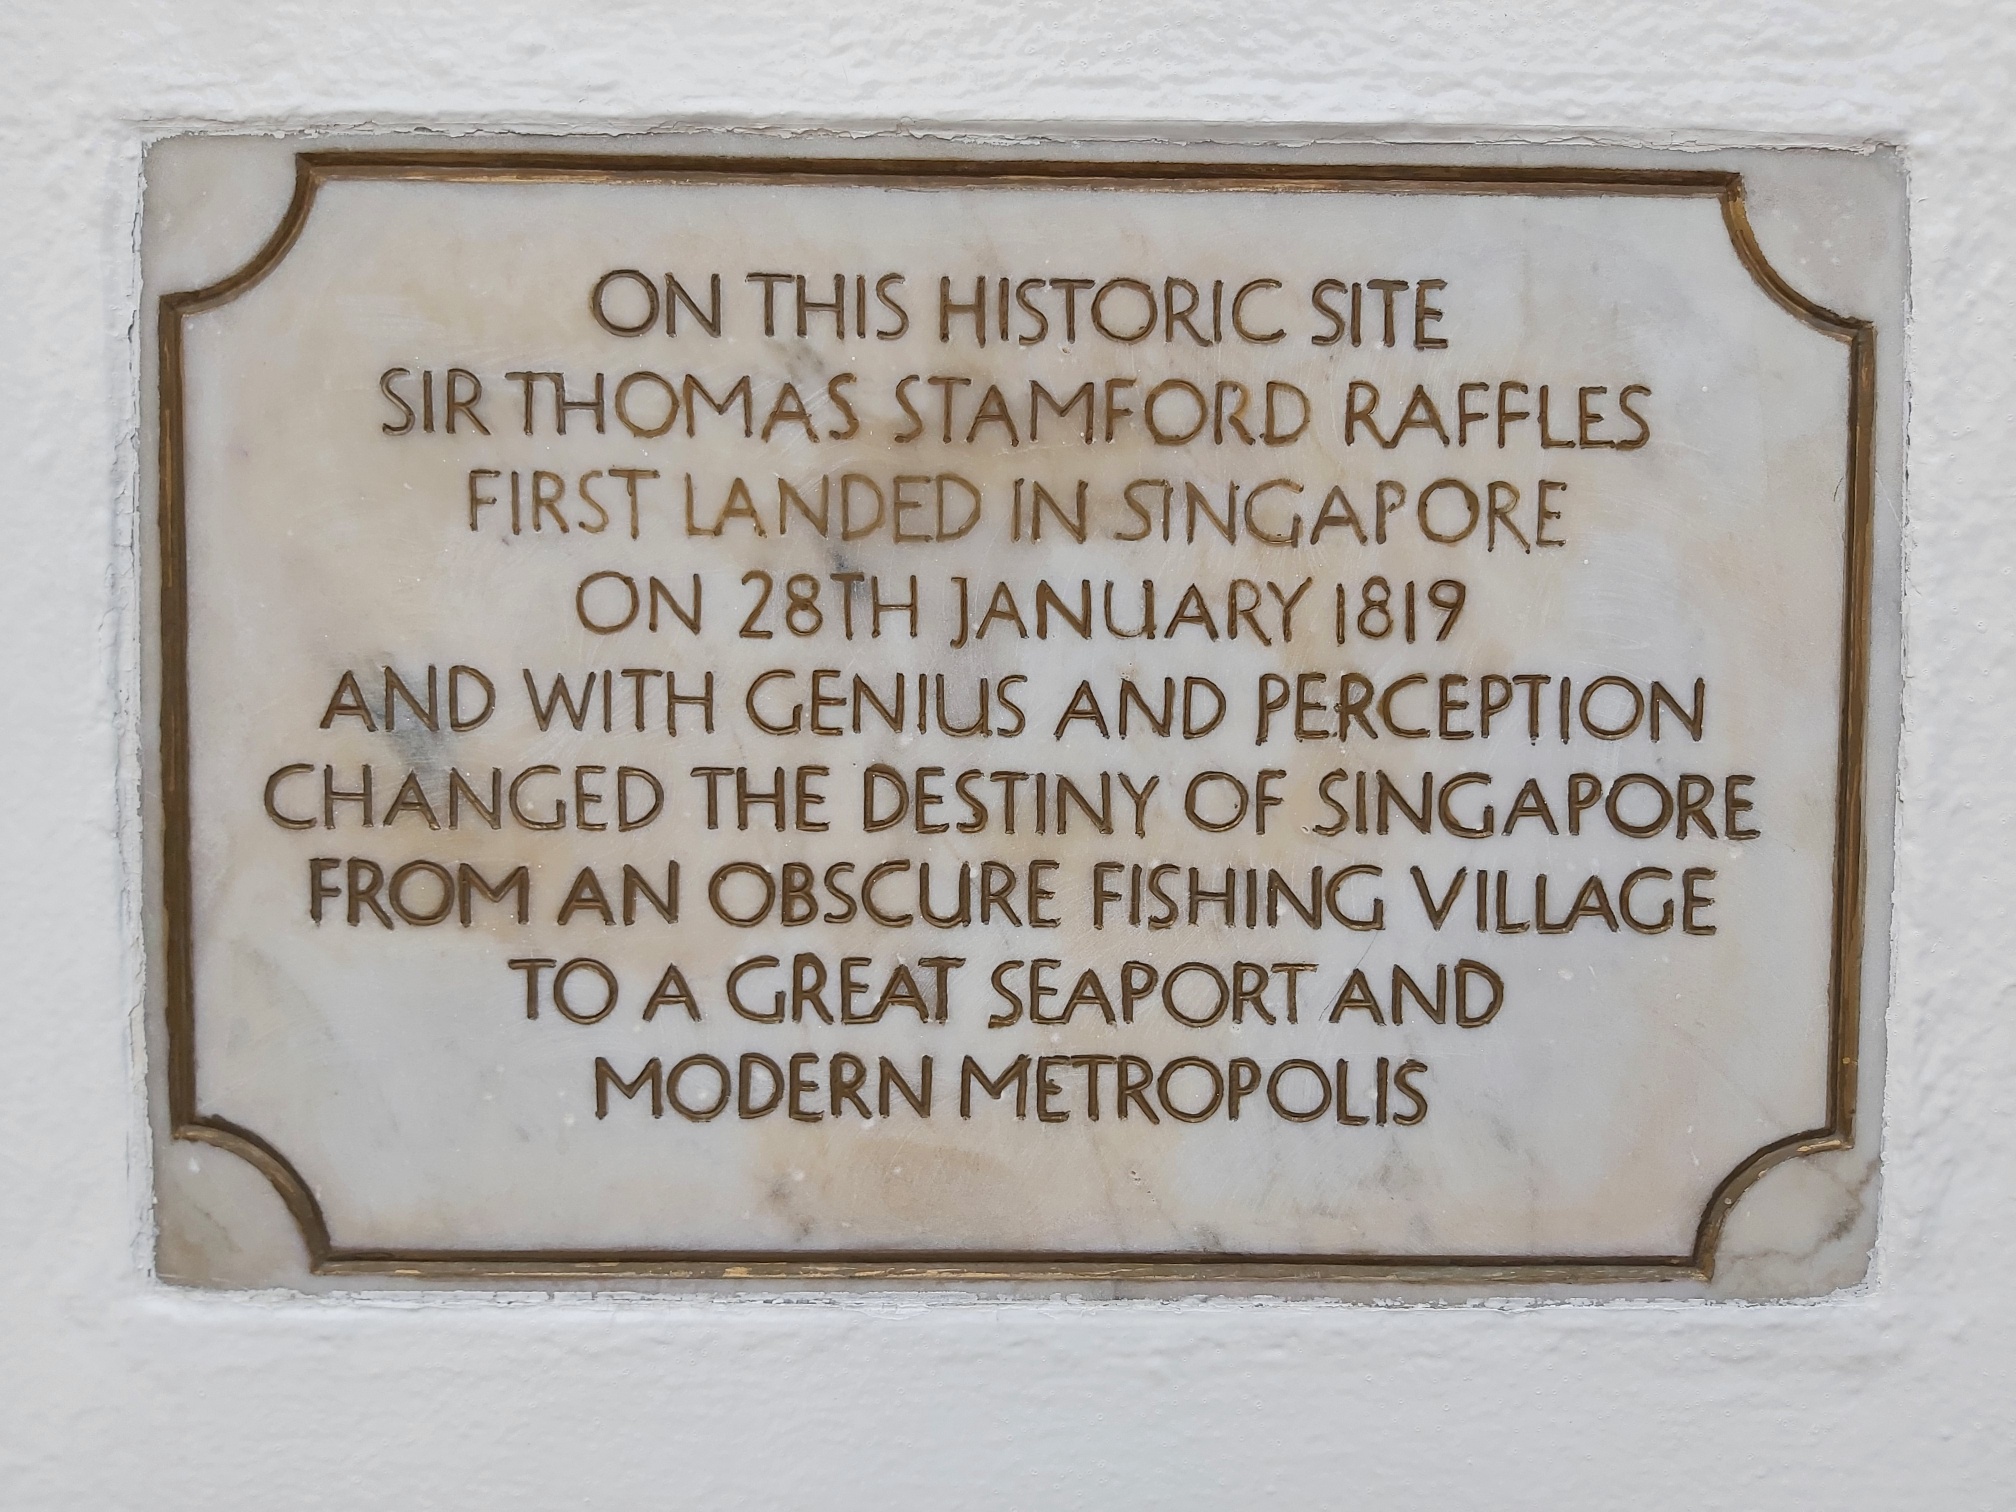 ON THIS HISTORIC SITE
SIR THOMAS STAMFORD RAFFLES
FIRST LANDED IN SINGAPORE
ON 28TH JANUARY 1819
AND WITH GENIUS AND PERCEPTION
CHANGED THE DESTINY OF SINGAPORE
FROM AN OBSCURE FISHING VILLAGE
TO A GREAT SEAPORT AND
MODERN METROPOLIS